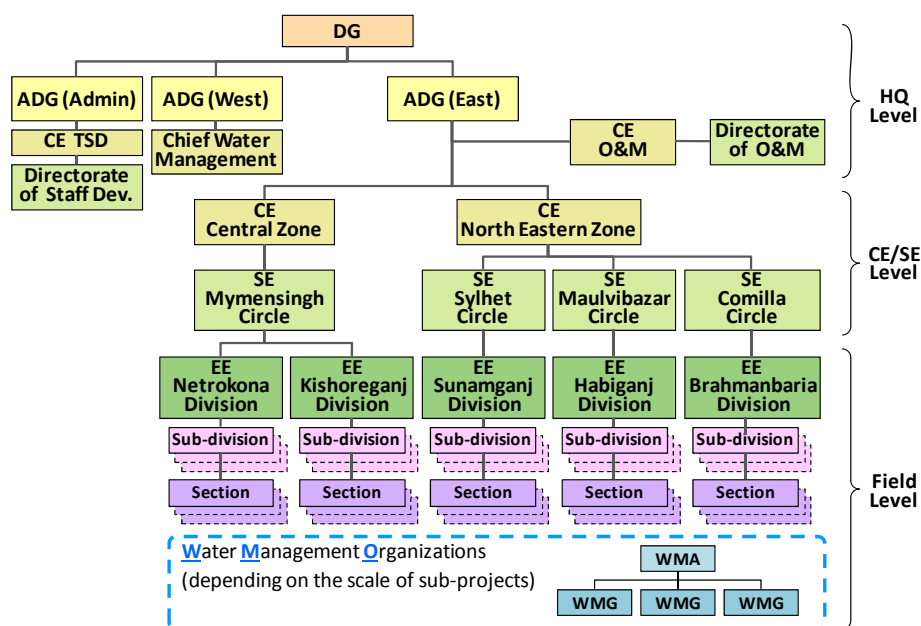 DG
ADG (Admin)
ADG (West)
ADG (East)
HQ
Level
CE TSD
Chief Water
Management
CE
O&M
Directorate
of O&M
Directorate
of Staff Dev.
CE
Central Zone
CE
North Eastern Zone
CE/SE
Level
SE
Mymensingh
Circle
SE
Sylhet
Circle
SE
Maulvibazar
Circle
SE
Comilla
Circle
EE
Netrokona
Division
EE
Kishoreganj
Division
EE
Sunamganj
Division
EE
Habiganj
Division
EE
Brahmanbaria
Division
Sub-division
Sub-division
Sub-division
Sub-division
Sub-division
Section
Section
Section
Section
Section
Field
Level
Water Management Organizations
(depending on the scale of sub-projects)
WMA
WMG
WMG
WMG